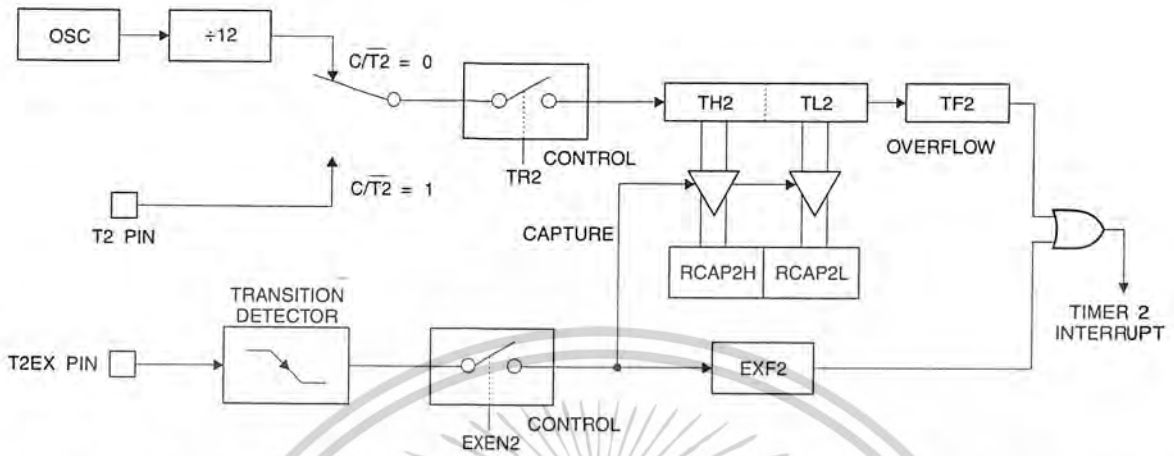 OSC
÷12
C/T2̅ = 0
TH2
TL2
TF2
OVERFLOW
CONTROL
TR2
C/T2̅ = 1
T2 PIN
CAPTURE
RCAP2H
RCAP2L
TRANSITION
DETECTOR
TIMER 2
INTERRUPT
T2EX PIN
EXF2
CONTROL
EXEN2